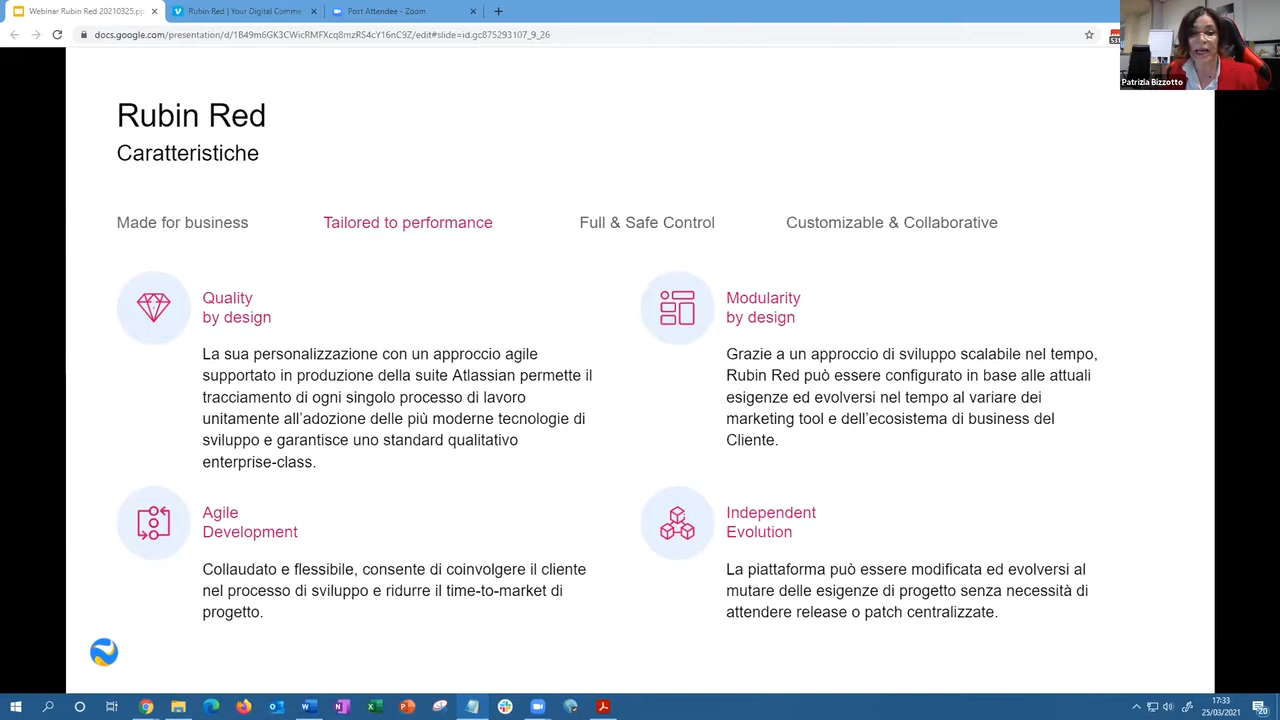 Webinar Rubin Red 20210325.pp
Rubin Red | Your Digital Comme
Post Attendee - Zoom
docs.google.com/presentation/d/1B49m6GK3CWicRMFXcq8mzRS4cY16nC9Z/edit#slide=id.gc875293107_9_26
531
Patrizia Bizzotto
Rubin Red
Caratteristiche
Made for business
Tailored to performance
Full & Safe Control
Customizable & Collaborative
Quality
by design
La sua personalizzazione con un approccio agile
supportato in produzione della suite Atlassian permette il
tracciamento di ogni singolo processo di lavoro
unitamente all'adozione delle più moderne tecnologie di
sviluppo e garantisce uno standard qualitativo
enterprise-class.
Modularity
by design
Grazie a un approccio di sviluppo scalabile nel tempo,
Rubin Red può essere configurato in base alle attuali
esigenze ed evolversi nel tempo al variare dei
marketing tool e dell'ecosistema di business del
Cliente.
Agile
Development
Collaudato e flessibile, consente di coinvolgere il cliente
nel processo di sviluppo e ridurre il time-to-market di
progetto.
Independent
Evolution
La piattaforma può essere modificata ed evolversi al
mutare delle esigenze di progetto senza necessità di
attendere release o patch centralizzate.
17:33
25/03/2021
20